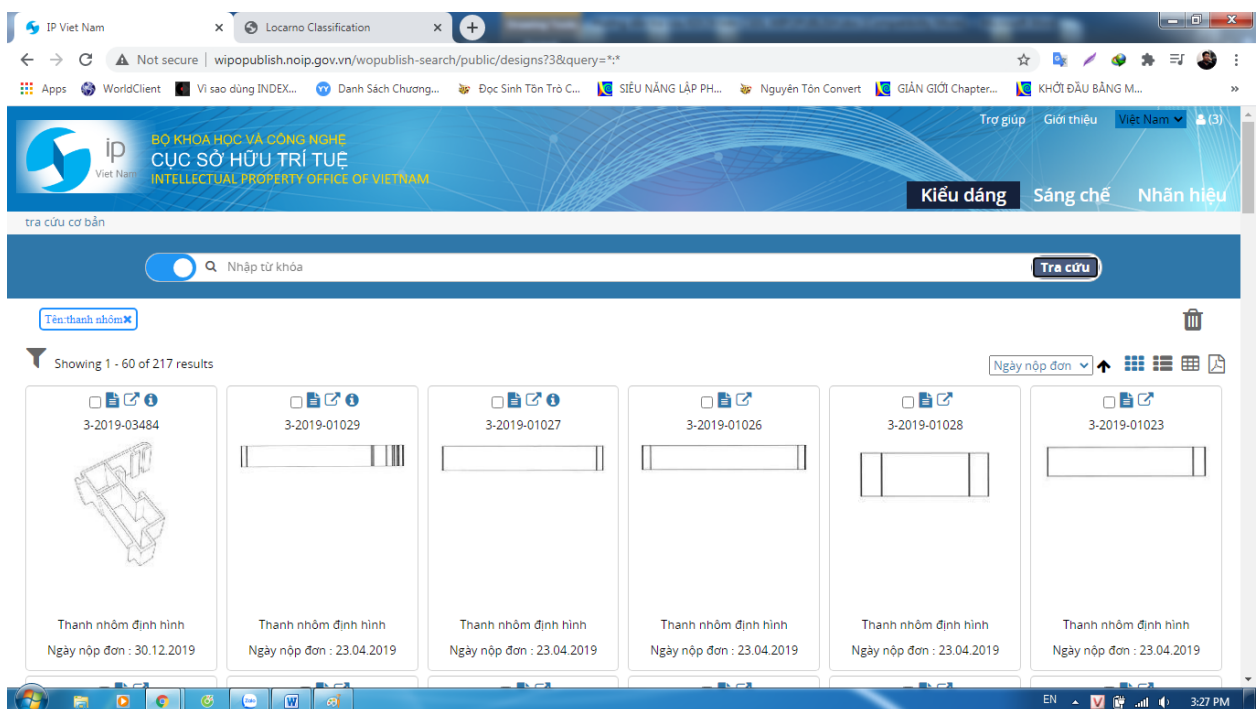 IP Viet Nam
Locarno Classification
Not secure | wipopublish.noip.gov.vn/wopublish-search/public/designs?3&query=*:*
Apps WorldClient Vì sao dùng INDEX... Danh Sách Chương... Đọc Sinh Tồn Trò C... SIÊU NĂNG LẬP PH... Nguyên Tôn Convert GIẢN GIỚI Chapter... KHỞI ĐẦU BẰNG M... »
Trợ giúp Giới thiệu Việt Nam (3)
ip
Viet Nam
BỘ KHOA HỌC VÀ CÔNG NGHỆ
CỤC SỞ HỮU TRÍ TUỆ
INTELLECTUAL PROPERTY OFFICE OF VIETNAM
Kiểu dáng Sáng chế Nhãn hiệu
tra cứu cơ bản
Nhập từ khóa Tra cứu
Tên:thanh nhôm
Showing 1 - 60 of 217 results
Ngày nộp đơn
3-2019-03484 3-2019-01029 3-2019-01027 3-2019-01026 3-2019-01028 3-2019-01023
Thanh nhôm định hình Thanh nhôm định hình Thanh nhôm định hình Thanh nhôm định hình Thanh nhôm định hình Thanh nhôm định hình
Ngày nộp đơn : 30.12.2019 Ngày nộp đơn : 23.04.2019 Ngày nộp đơn : 23.04.2019 Ngày nộp đơn : 23.04.2019 Ngày nộp đơn : 23.04.2019 Ngày nộp đơn : 23.04.2019
Zalo W EN V 3:27 PM